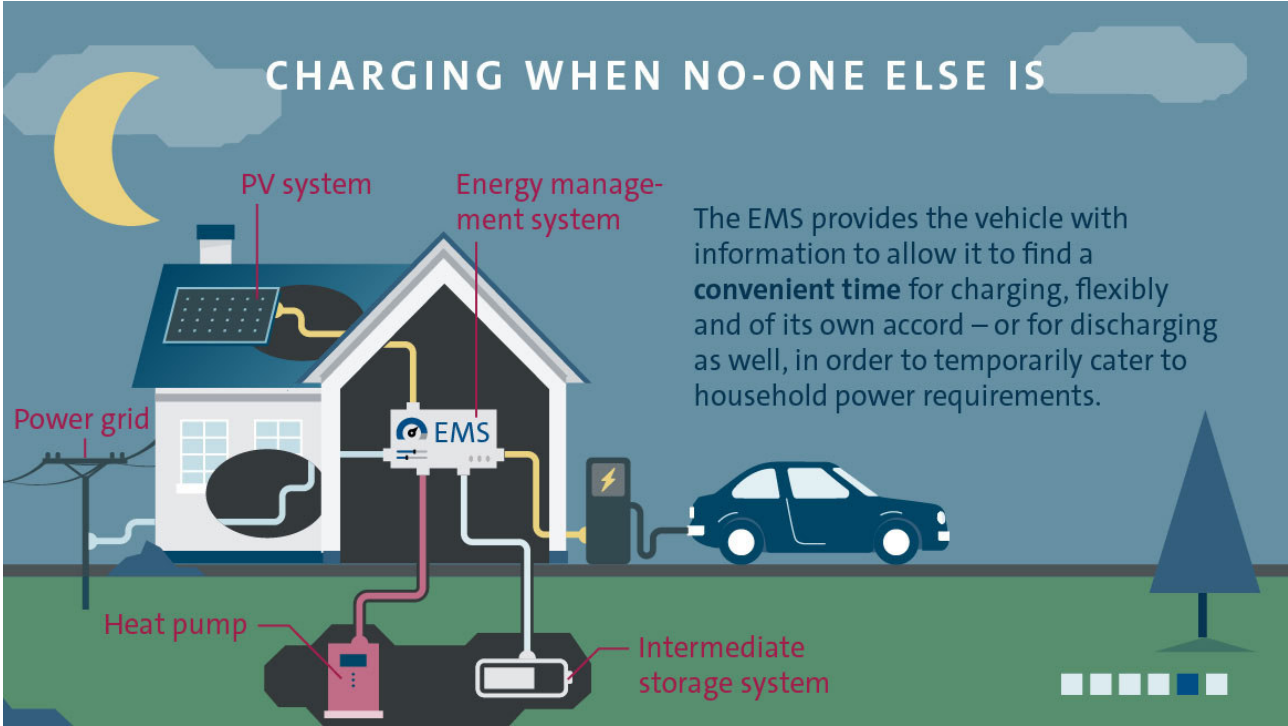 CHARGING WHEN NO-ONE ELSE IS
PV system
Energy manage-
ment system
The EMS provides the vehicle with
information to allow it to find a
convenient time for charging, flexibly
and of its own accord – or for discharging
as well, in order to temporarily cater to
household power requirements.
Power grid
EMS
Heat pump
Intermediate
storage system